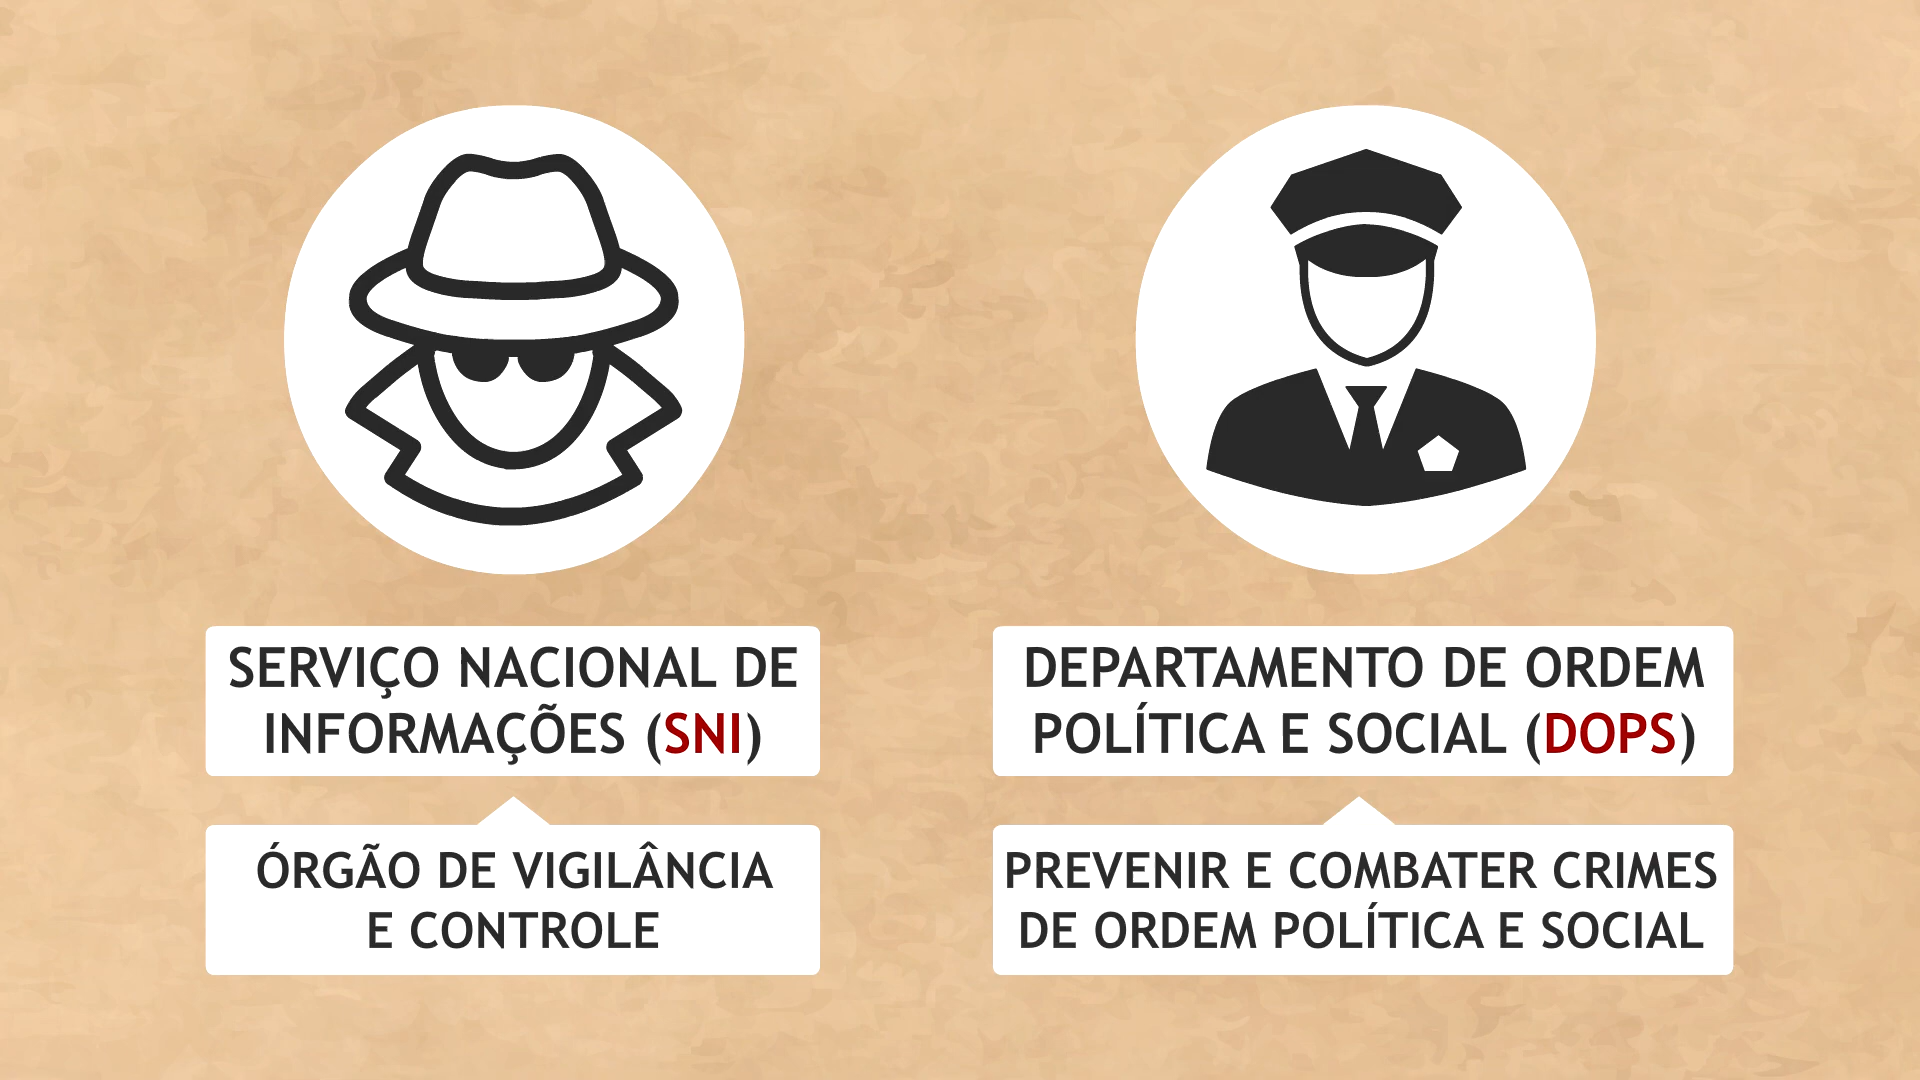 SERVIÇO NACIONAL DE
INFORMAÇÕES (SNI)
ÓRGÃO DE VIGILÂNCIA
E CONTROLE
DEPARTAMENTO DE ORDEM
POLÍTICA E SOCIAL (DOPS)
PREVENIR E COMBATER CRIMES
DE ORDEM POLÍTICA E SOCIAL